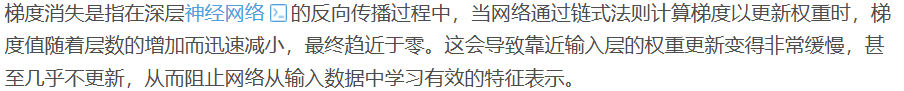 梯度消失是指在深层神经网络的反向传播过程中，当网络通过链式法则计算梯度以更新权重时，梯
度值随着层数的增加而迅速减小，最终趋近于零。这会导致靠近输入层的权重更新变得非常缓慢，甚
至几乎不更新，从而阻止网络从输入数据中学习有效的特征表示。